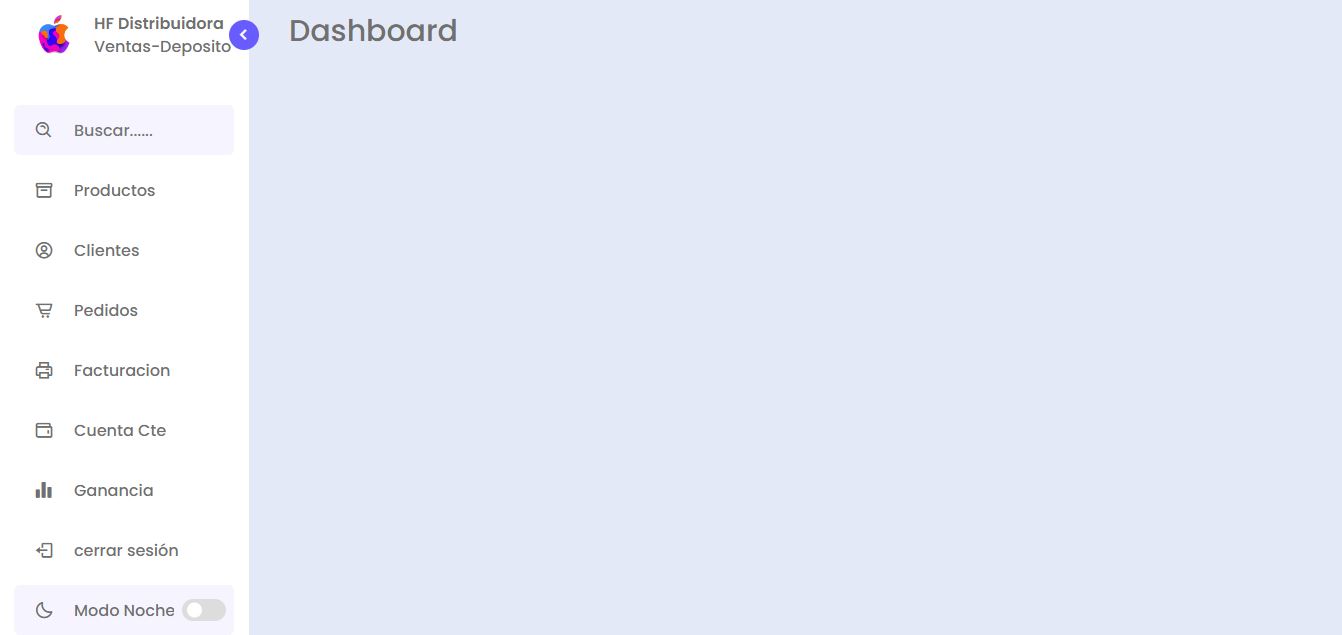 HF Distribuidora
Ventas-Deposito
Dashboard
Buscar......
Productos
Clientes
Pedidos
Facturacion
Cuenta Cte
Ganancia
cerrar sesión
Modo Noche